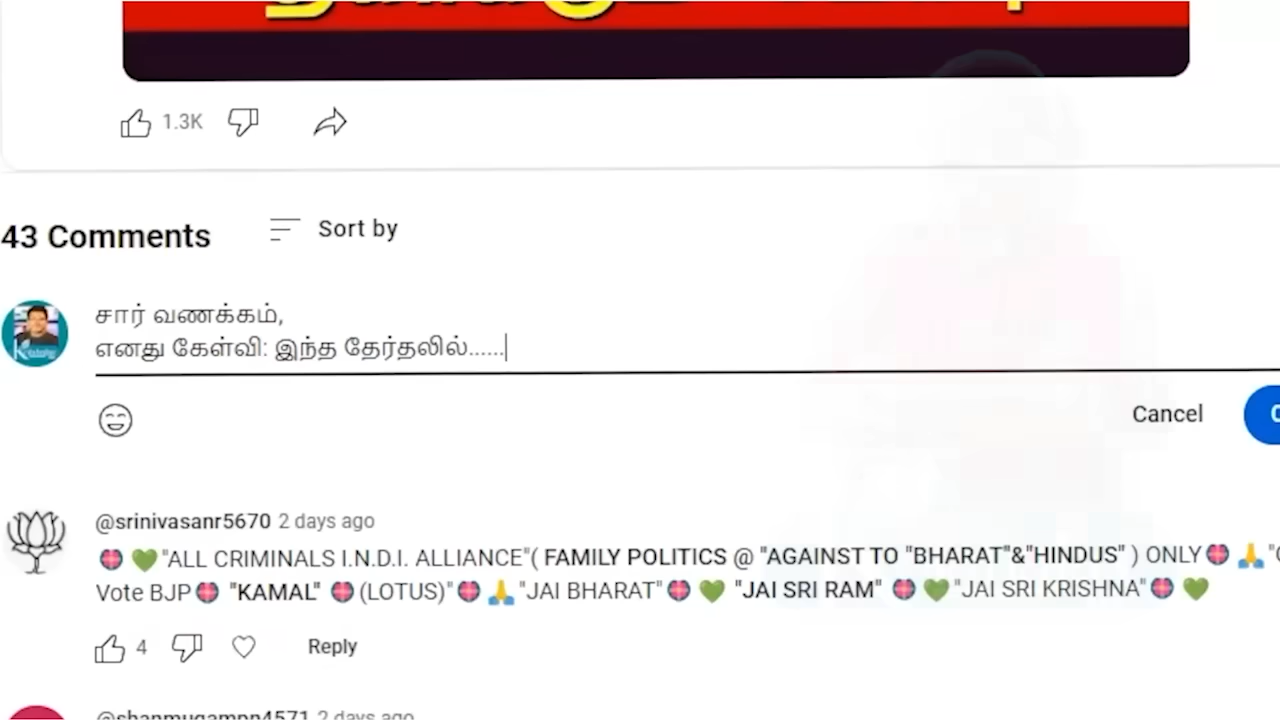 1.3K
43 Comments
Sort by
சார் வணக்கம்,
எனது கேள்வி: இந்த தேர்தலில்......
Cancel
@srinivasanr5670 2 days ago
"ALL CRIMINALS I.N.D.I. ALLIANCE"( FAMILY POLITICS @ "AGAINST TO "BHARAT"&"HINDUS" ) ONLY🙏
Vote BJP "KAMAL" (LOTUS)"🙏"JAI BHARAT"💚 "JAI SRI RAM" 💚"JAI SRI KRISHNA"💚
4
Reply
@shanmugampn4571 2 days ago